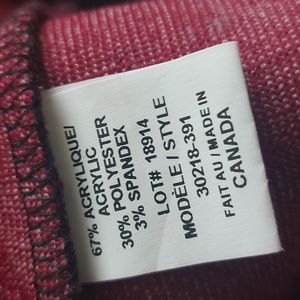 67% ACRYLIQUE/
ACRYLIC
30% POLYESTER
3% SPANDEX
LOT# 18914
MODÈLE / STYLE
30218-391
FAIT AU / MADE IN
CANADA